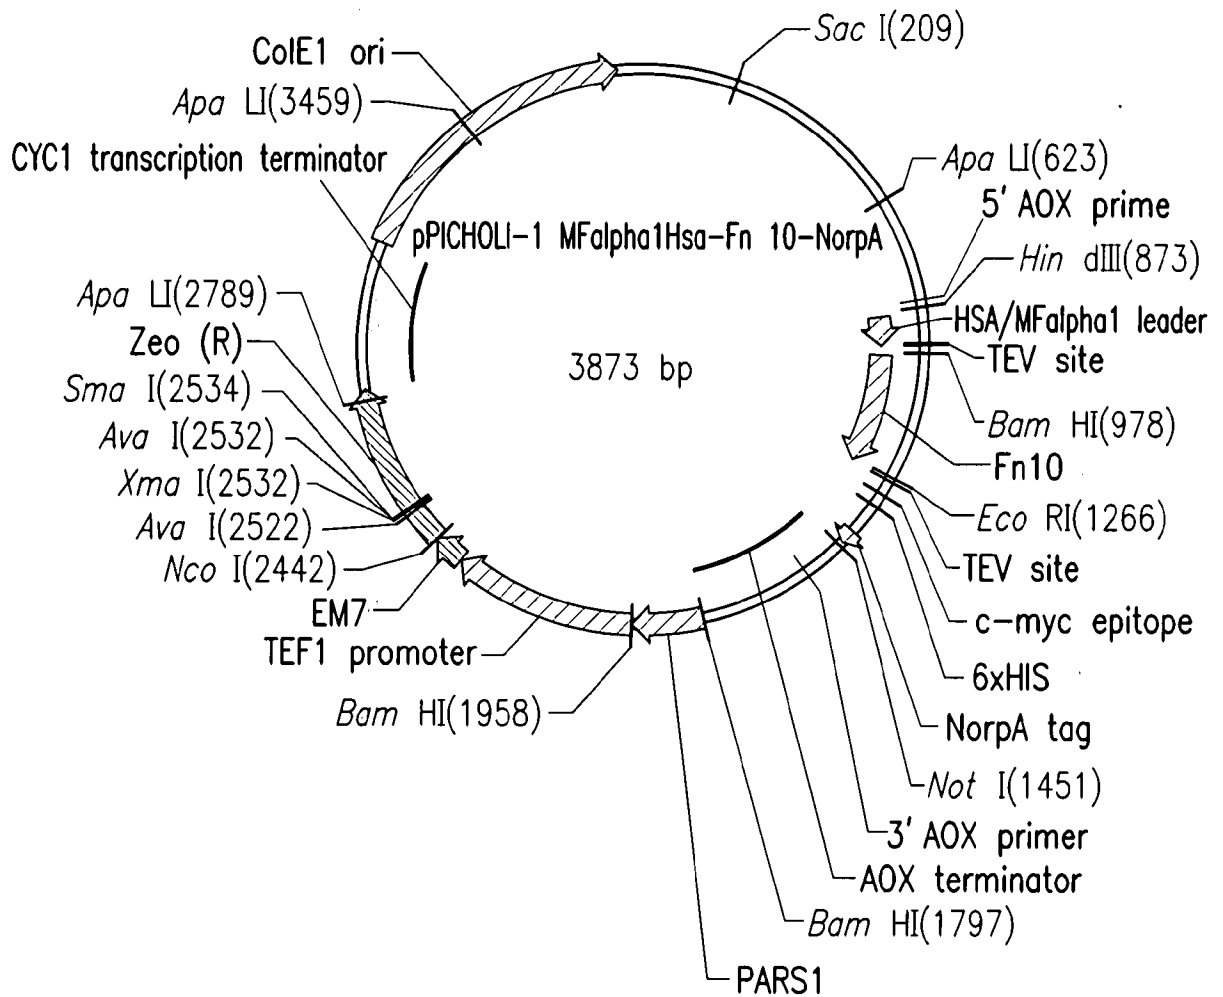 Sac I(209)
ColE1 ori
Apa LI(3459)
CYC1 transcription terminator
Apa LI(623)
5' AOX prime
pPICHOLI-1 MFalpha1Hsa-Fn 10-NorpA
Hin dIII(873)
Apa LI(2789)
HSA/MFalpha1 leader
Zeo (R)
TEV site
3873 bp
Sma I(2534)
Bam HI(978)
Ava I(2532)
Fn10
Xma I(2532)
Eco RI(1266)
Ava I(2522)
TEV site
Nco I(2442)
EM7
c-myc epitope
TEF1 promoter
6xHIS
Bam HI(1958)
NorpA tag
Not I(1451)
3' AOX primer
AOX terminator
Bam HI(1797)
PARS1